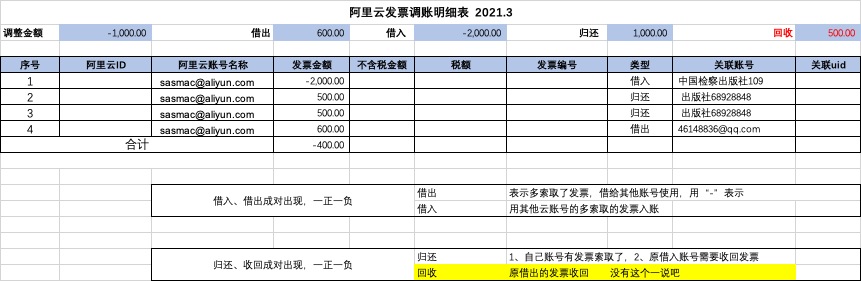 阿里云发票调账明细表 2021.3
调整金额 -1,000.00 借出 600.00 借入 -2,000.00 归还 1,000.00 回收 500.00
序号 阿里云ID 阿里云账号名称 发票金额 不含税金额 税额 发票编号 类型 关联账号 关联uid
1 sasmac@aliyun.com -2,000.00 借入 中国检察出版社109
2 sasmac@aliyun.com 500.00 归还 出版社68928848
3 sasmac@aliyun.com 500.00 归还 出版社68928848
4 sasmac@aliyun.com 600.00 借出 46148836@qq.com
合计 -400.00
借入、借出成对出现，一正一负
借出 表示多索取了发票，借给其他账号使用，用“-”表示
借入 用其他云账号的多索取的发票入账
归还、收回成对出现，一正一负
归还 1、自己账号有发票索取了，2、原借入账号需要收回发票
回收 原借出的发票收回 没有这个一说吧